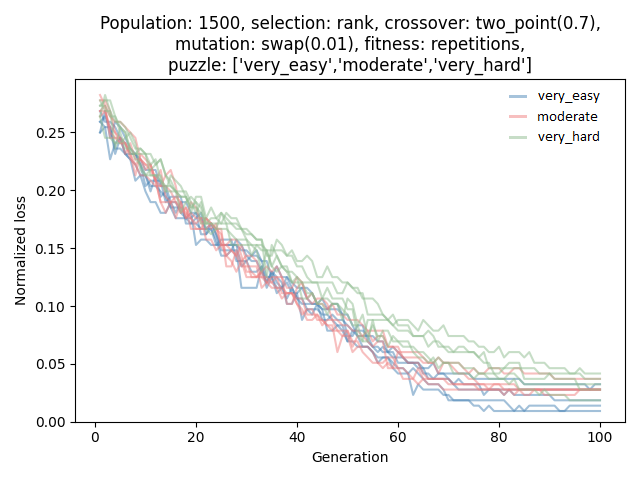 Population: 1500, selection: rank, crossover: two_point(0.7),
mutation: swap(0.01), fitness: repetitions,
puzzle: ['very_easy','moderate','very_hard']
very_easy
moderate
very_hard
Normalized loss
0.25
0.20
0.15
0.10
0.05
0.00
0 20 40 60 80 100
Generation